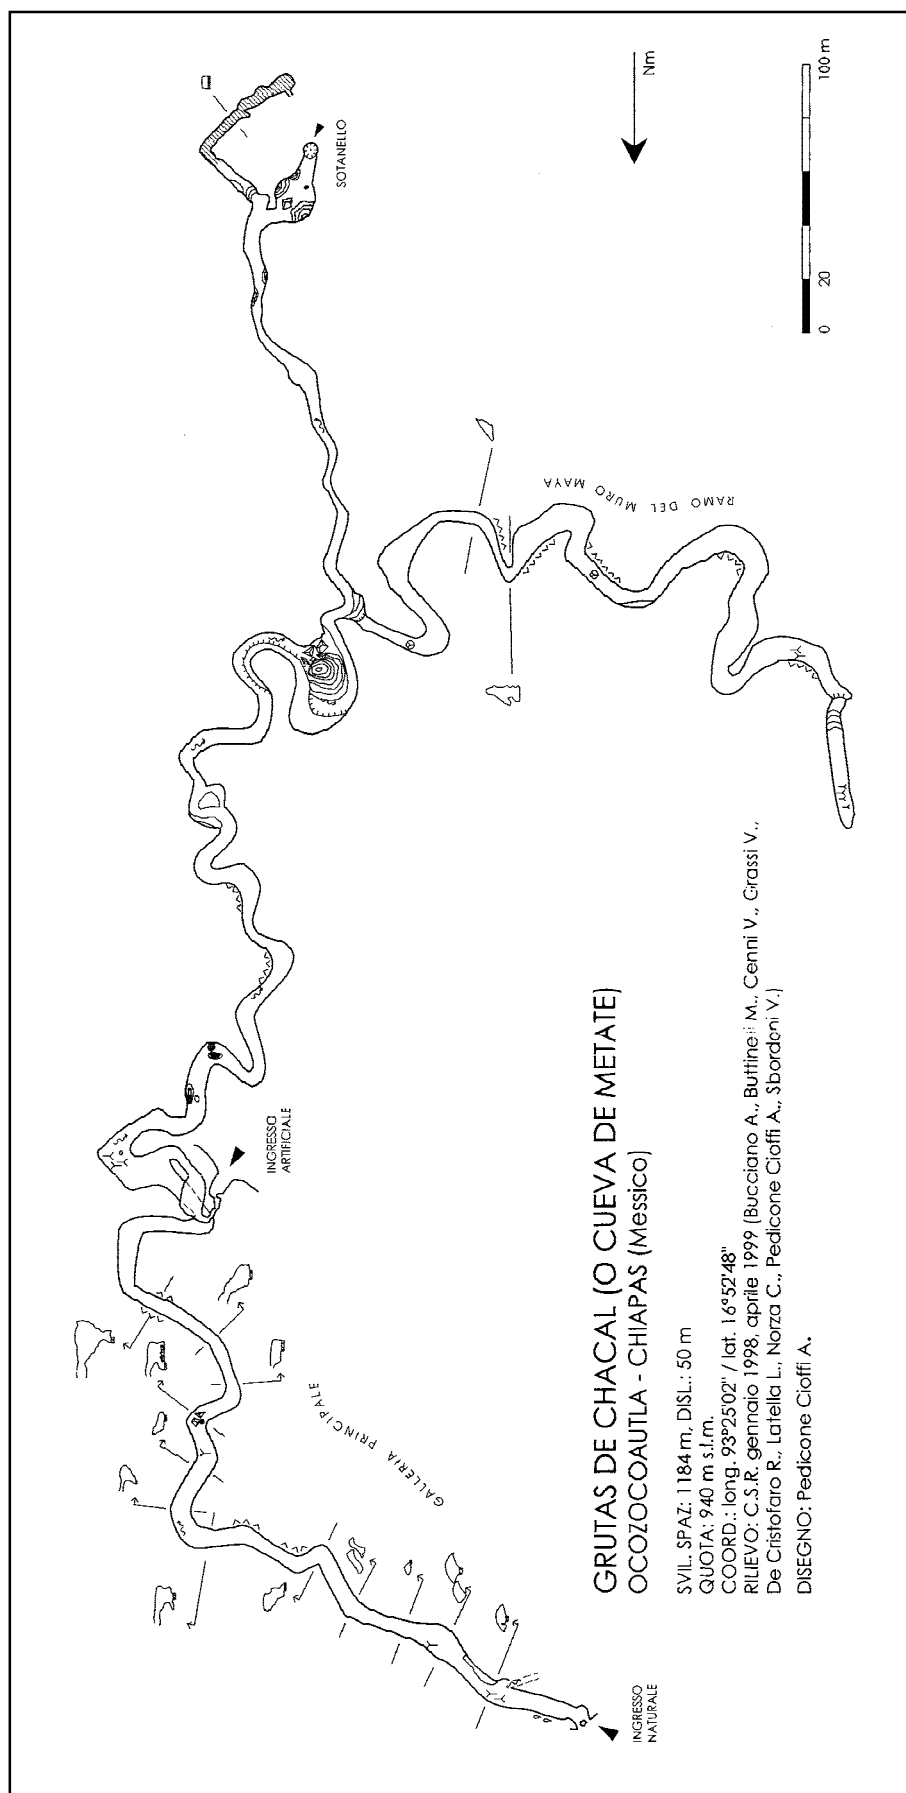 GRUTAS DE CHACAL (O CUEVA DE METATE)
OCOZOCOAUTLA - CHIAPAS (Messico)
SVIL. SPAZ: 1184 m, DISL.: 50 m
QUOTA: 940 m s.l.m.
COORD.: long. 93°25'02" / lat. 16°52'48"
RILIEVO: C.S.R. gennaio 1998, aprile 1999 (Bucciano A., M., Cenni V., Grassi V.,
De Cristofaro R., Latella L., Norza C., Pedicone Cioffi A., Sbordoni V.)
DISEGNO: Pedicone Cioffi A.
INGRESSO
NATURALE
GALLERIA PRINCIPALE
INGRESSO
ARTIFICIALE
RAMO DEL MURO MAYA
SOTANELLO
Nm
0 20 100 m